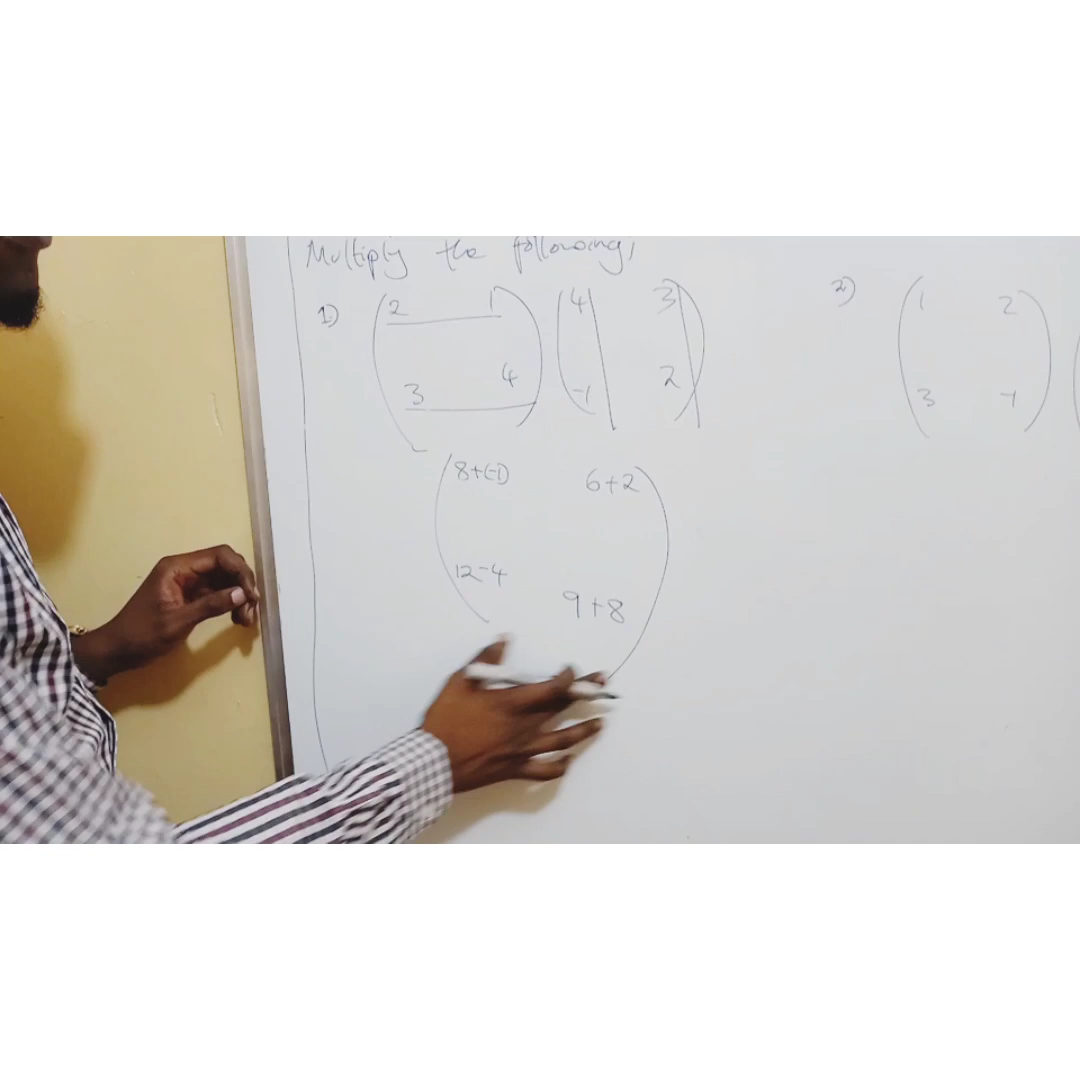 Multiply the following;
1) (2 1) (4 3) 2) (1 2)
(3 4) (-1 2) (3 -1)
(8+(-1) 6+2)
(12-4 9+8)